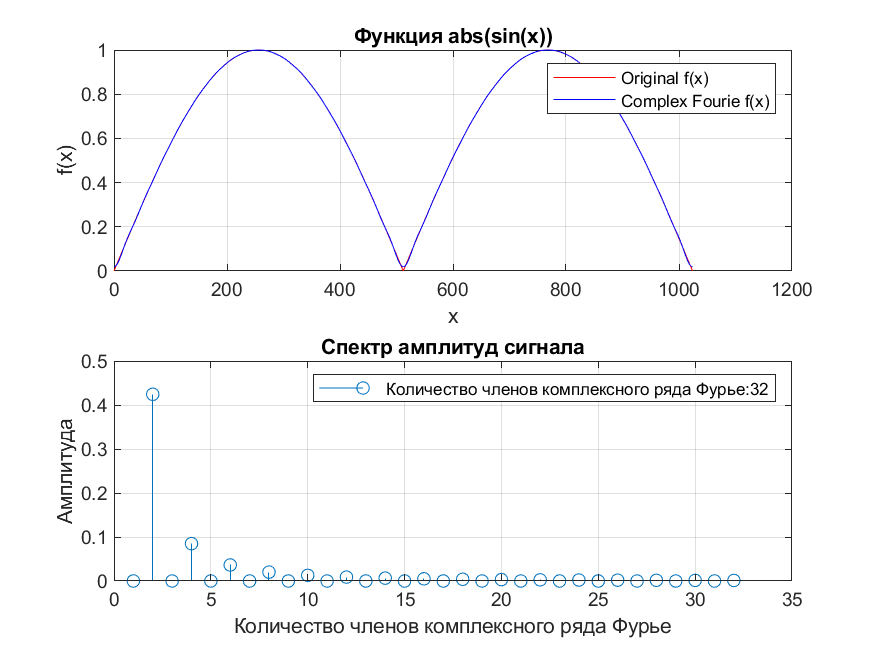 Функция abs(sin(x))
1
0.8
0.6
0.4
0.2
0
f(x)
Original f(x)
Complex Fourie f(x)
0 200 400 600 800 1000 1200
x
Спектр амплитуд сигнала
0.5
0.4
0.3
0.2
0.1
0
Амплитуда
Количество членов комплексного ряда Фурье:32
0 5 10 15 20 25 30 35
Количество членов комплексного ряда Фурье